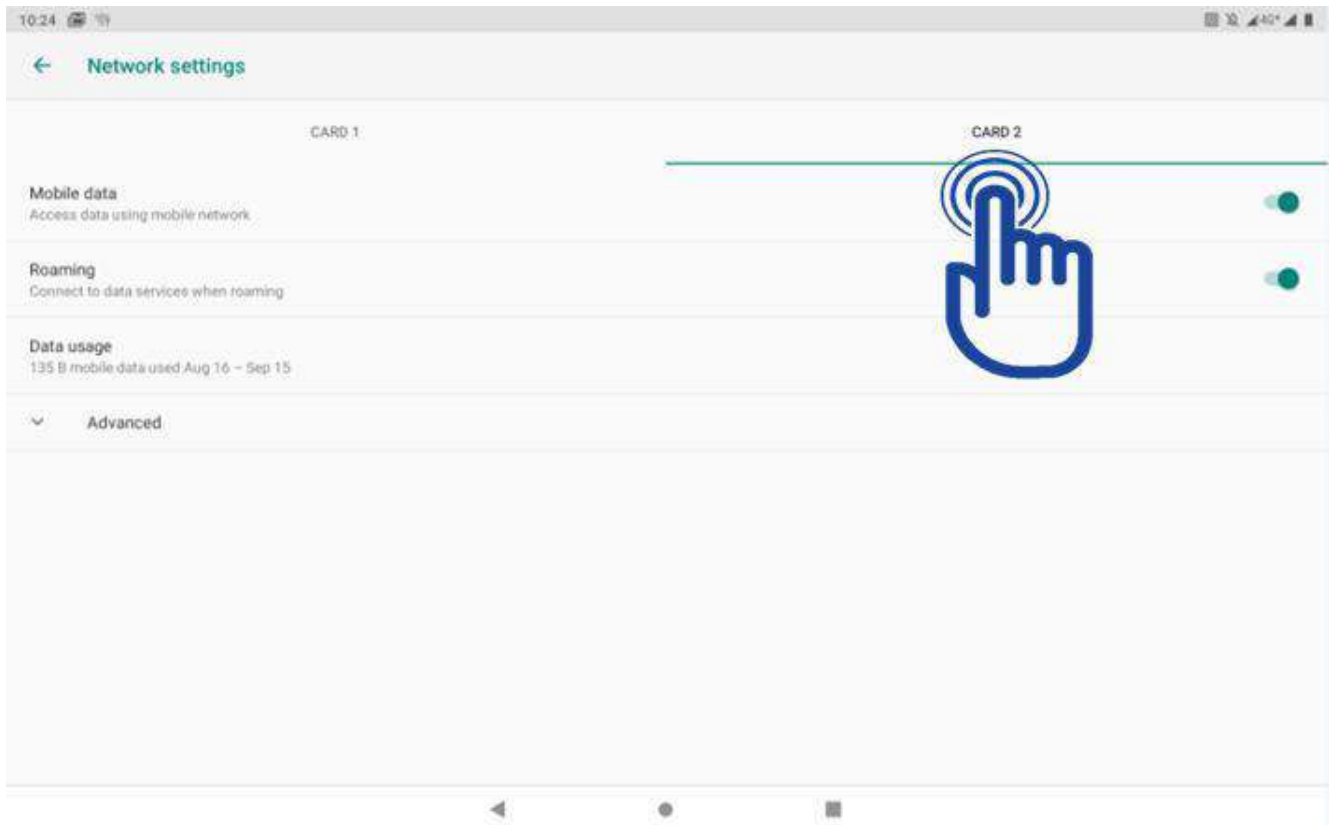 10:24
4G+
Network settings
CARD 1
CARD 2
Mobile data
Access data using mobile network
Roaming
Connect to data services when roaming
Data usage
135 B mobile data used Aug 16 – Sep 15
Advanced